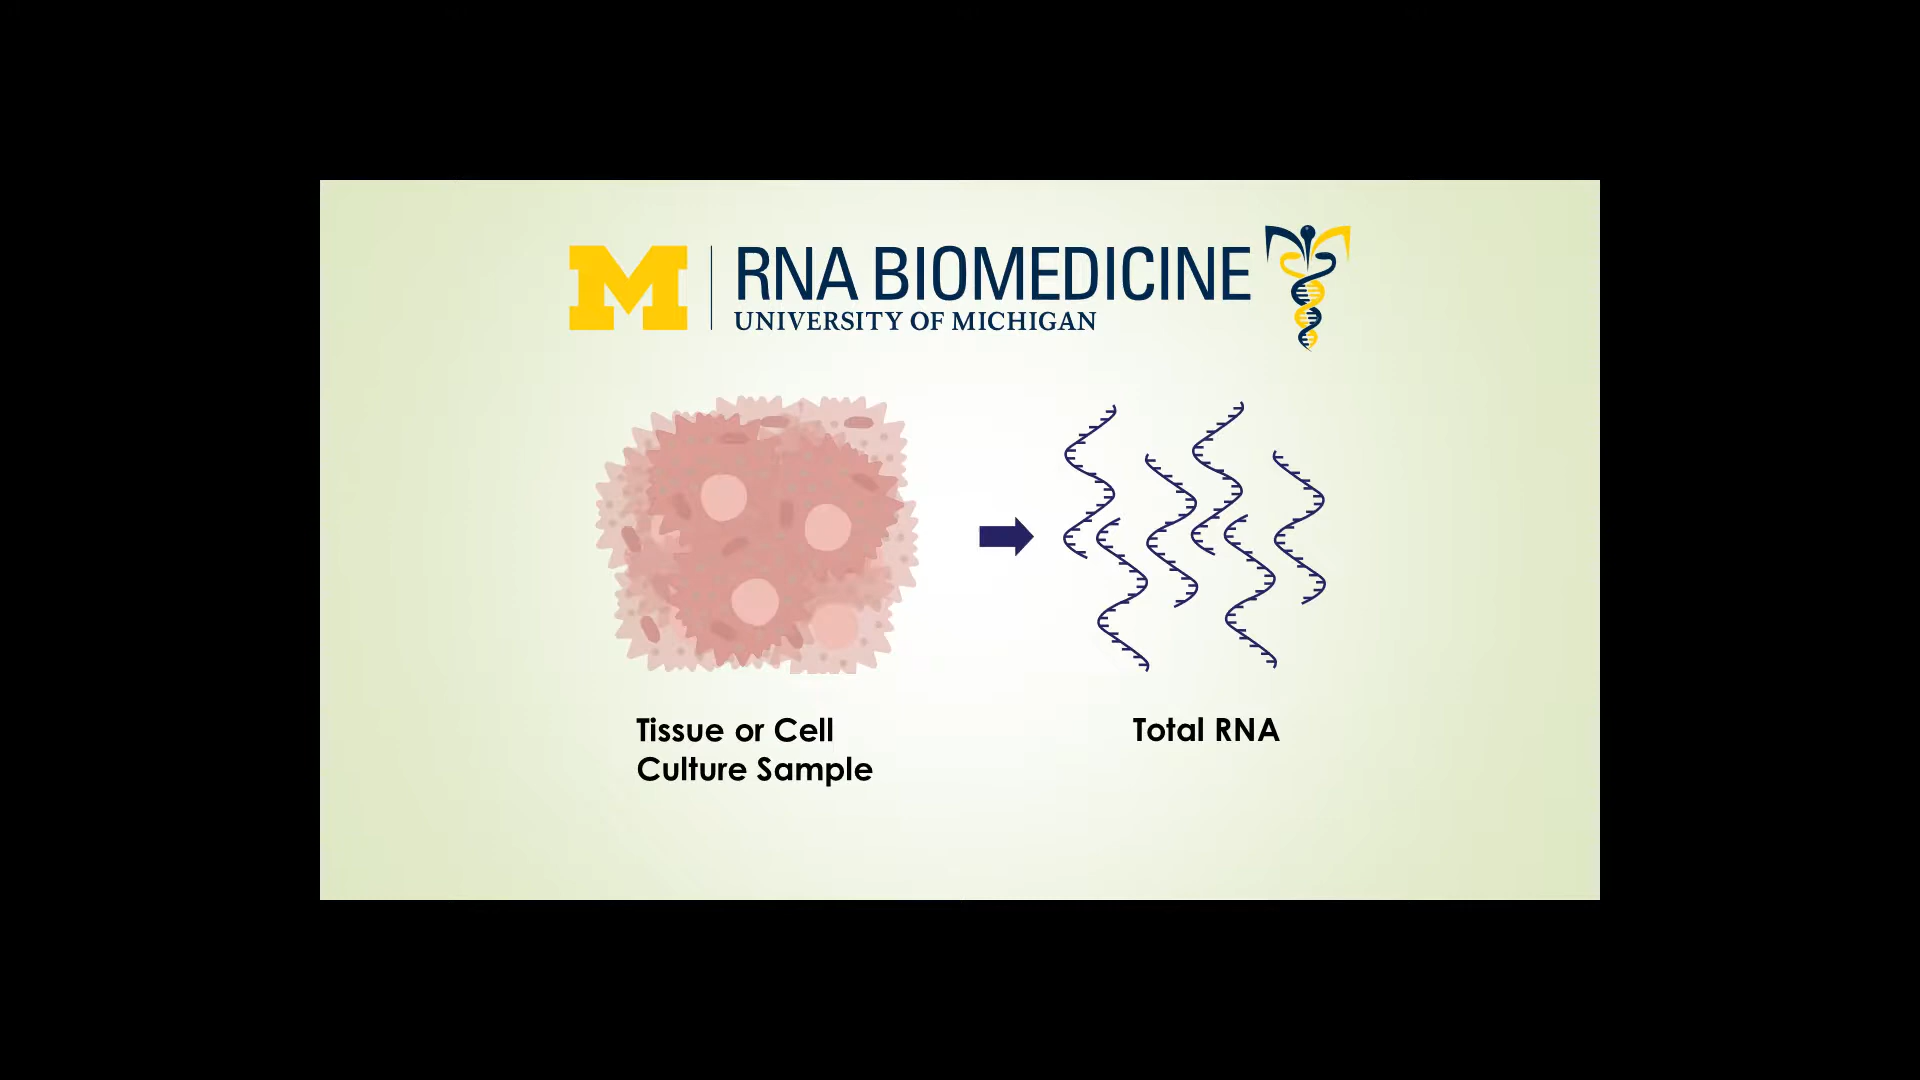 M
RNA BIOMEDICINE
UNIVERSITY OF MICHIGAN
Tissue or Cell
Culture Sample
Total RNA